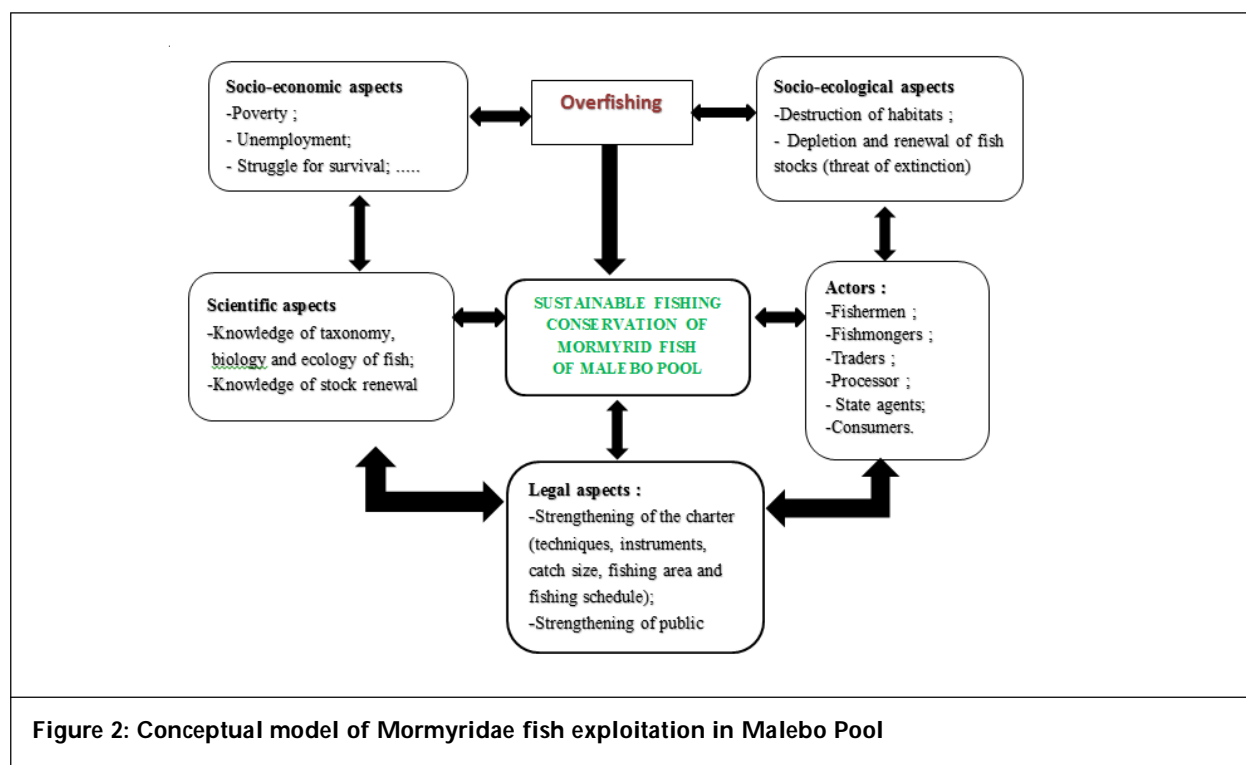 Socio-economic aspects
-Poverty ;
- Unemployment;
- Struggle for survival; .....
Overfishing
Socio-ecological aspects
-Destruction of habitats ;
- Depletion and renewal of fish
stocks (threat of extinction)
Scientific aspects
-Knowledge of taxonomy,
biology and ecology of fish;
-Knowledge of stock renewal
SUSTAINABLE FISHING
CONSERVATION OF
MORMYRID FISH
OF MALEBO POOL
Actors :
-Fishermen ;
-Fishmongers ;
-Traders ;
-Processor ;
- State agents;
-Consumers.
Legal aspects :
-Strengthening of the charter
(techniques, instruments,
catch size, fishing area and
fishing schedule);
-Strengthening of public
Figure 2: Conceptual model of Mormyridae fish exploitation in Malebo Pool